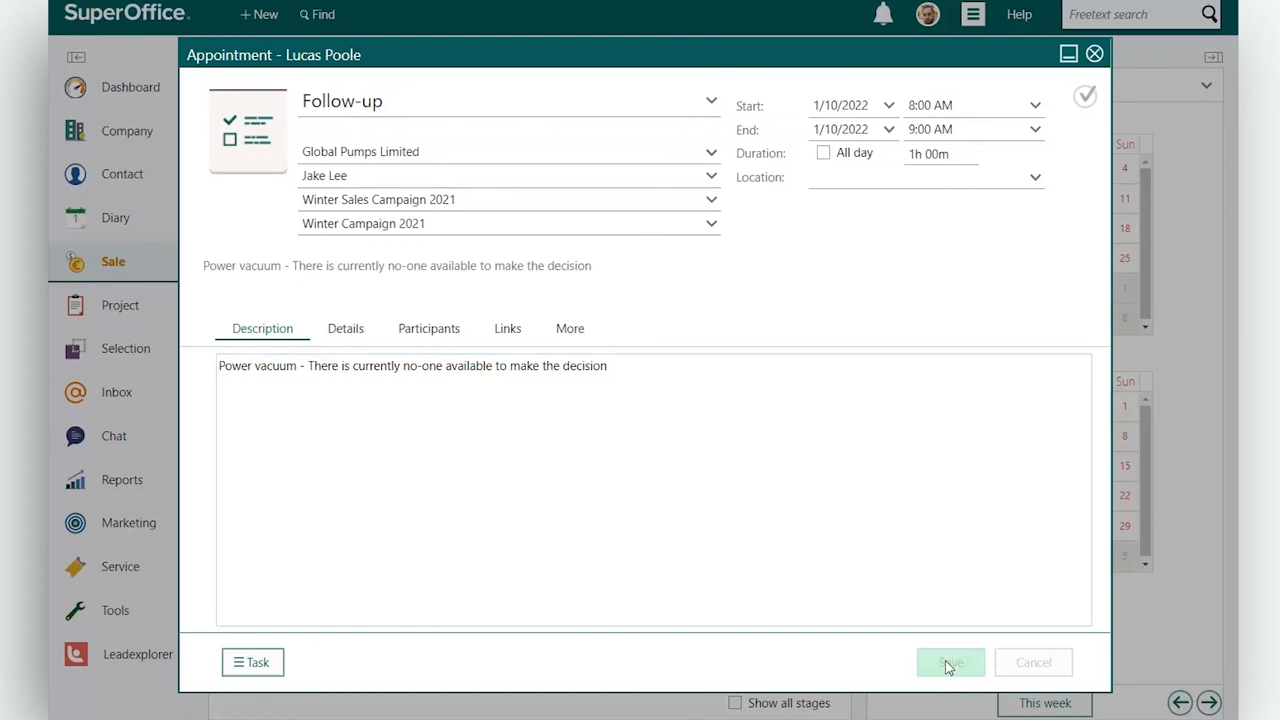 SuperOffice.
+ New
Find
Help
Freetext search
Dashboard
Company
Contact
Diary
Sale
Project
Selection
Inbox
Chat
Reports
Marketing
Service
Tools
Leadexplorer
Appointment - Lucas Poole
Follow-up
Global Pumps Limited
Jake Lee
Winter Sales Campaign 2021
Winter Campaign 2021
Start: 1/10/2022 8:00 AM
End: 1/10/2022 9:00 AM
Duration: All day 1h 00m
Location:
Power vacuum - There is currently no-one available to make the decision
Description Details Participants Links More
Power vacuum - There is currently no-one available to make the decision
Task
Save
Cancel
Sun
4
11
18
25
1
8
Sun
1
8
15
22
29
5
Show all stages
This week